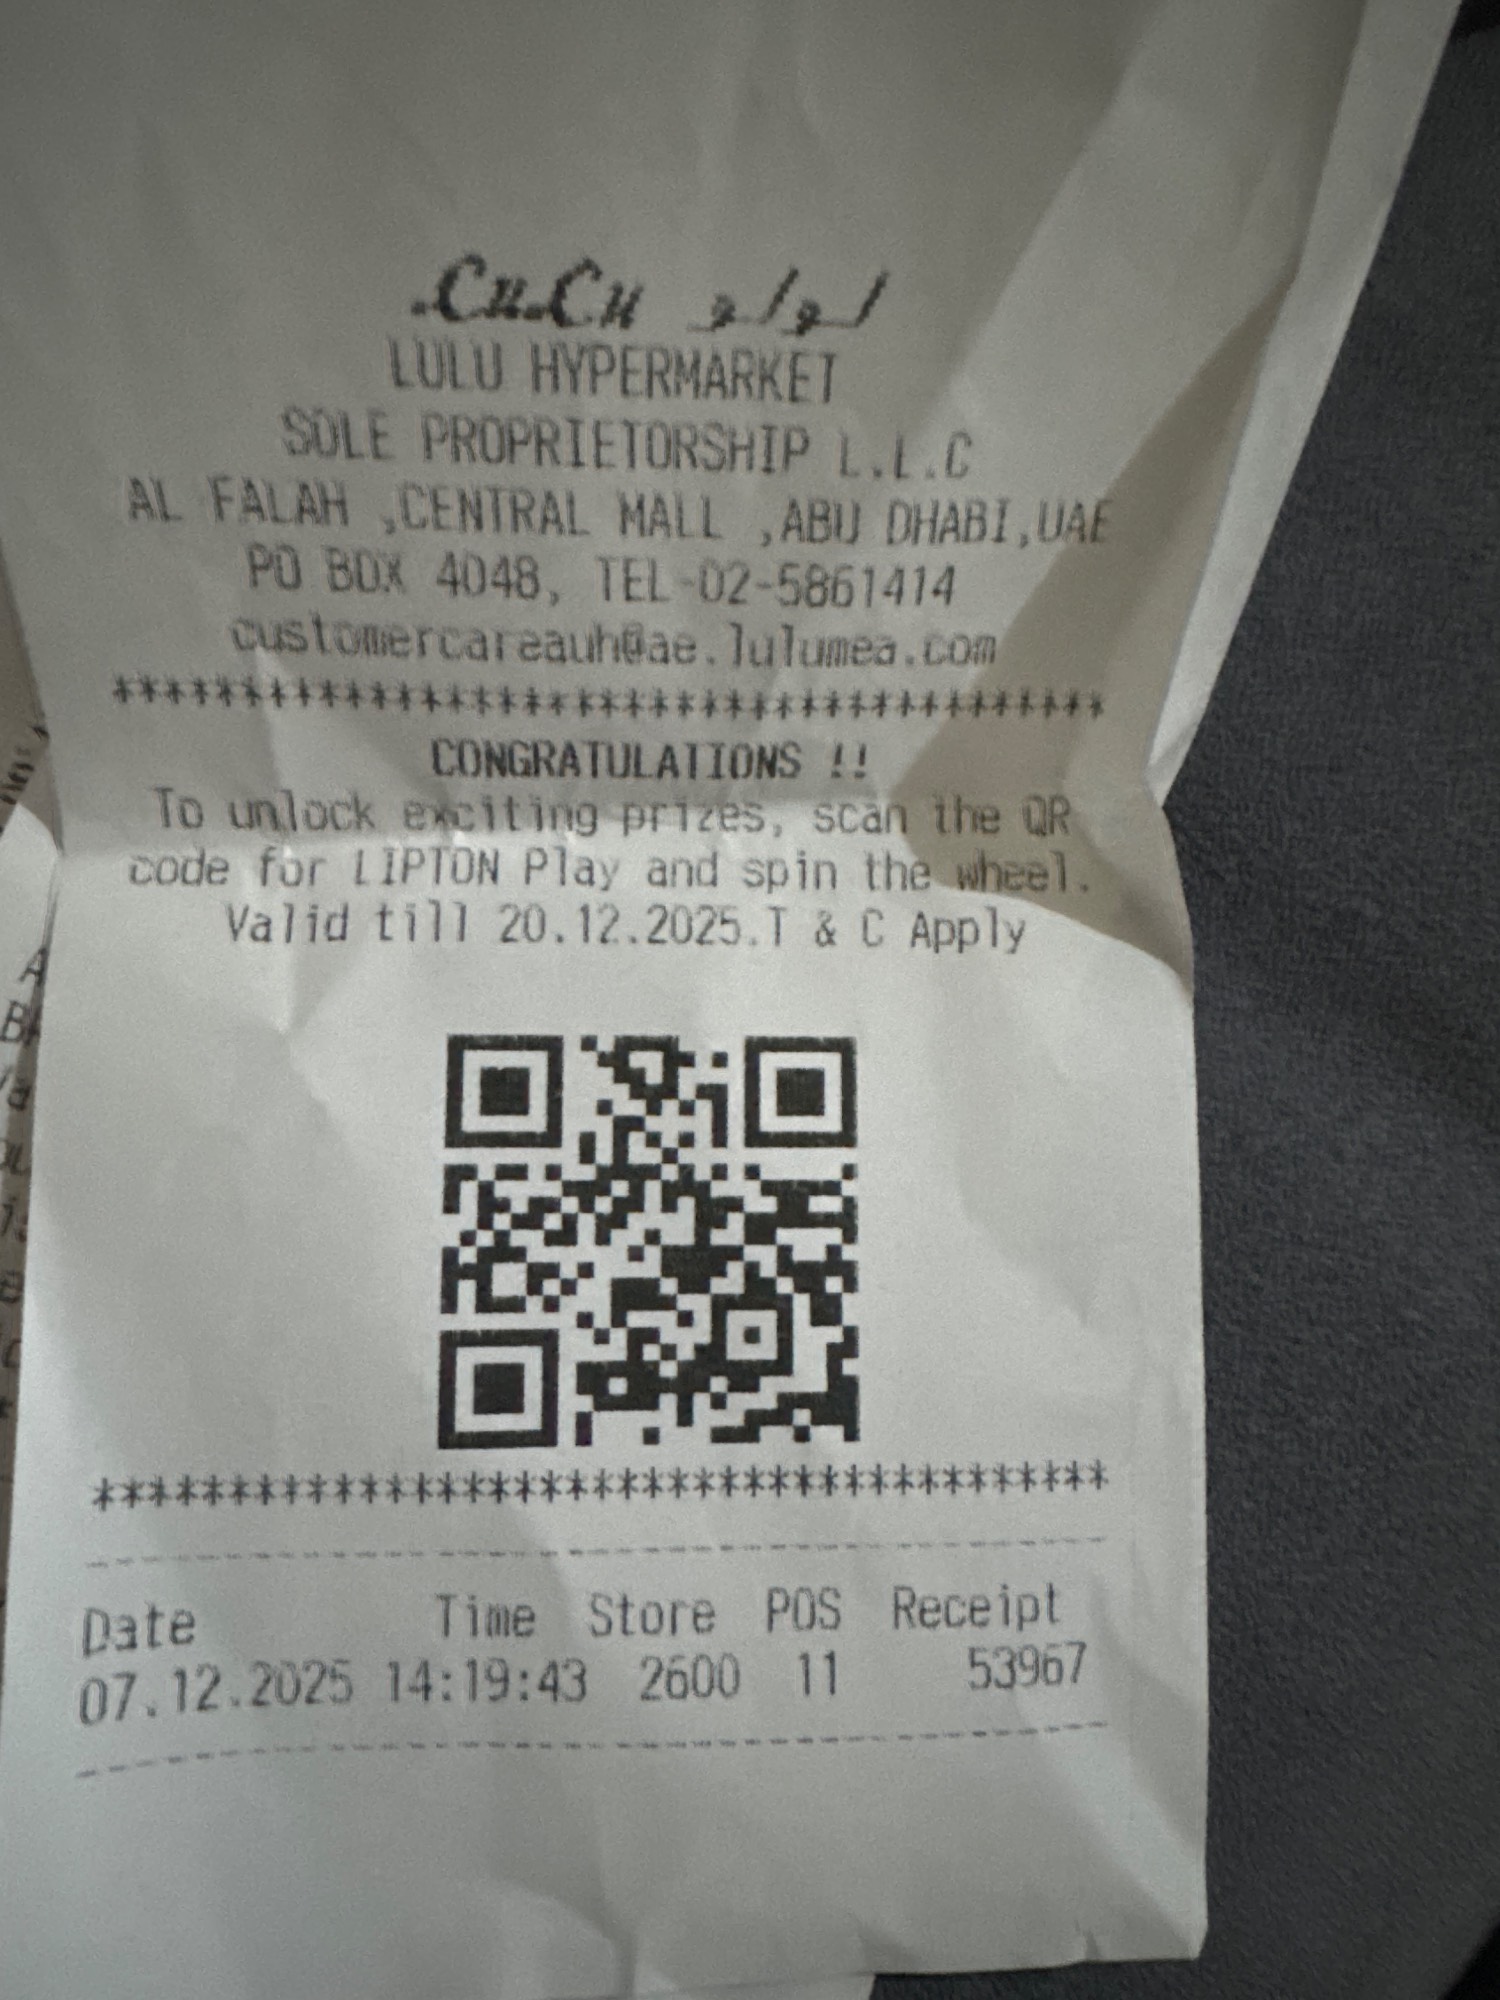 LuLu لولو
LULU HYPERMARKET
SOLE PROPRIETORSHIP L.L.C
AL FALAH ,CENTRAL MALL ,ABU DHABI,UAE
PO BOX 4048, TEL-02-5861414
customercareauh@ae.lulumea.com
****************************************
CONGRATULATIONS !!
To unlock exciting prizes, scan the QR
code for LIPTON Play and spin the wheel.
Valid till 20.12.2025.T & C Apply
****************************************
Date Time Store POS Receipt
07.12.2025 14:19:43 2600 11 53967